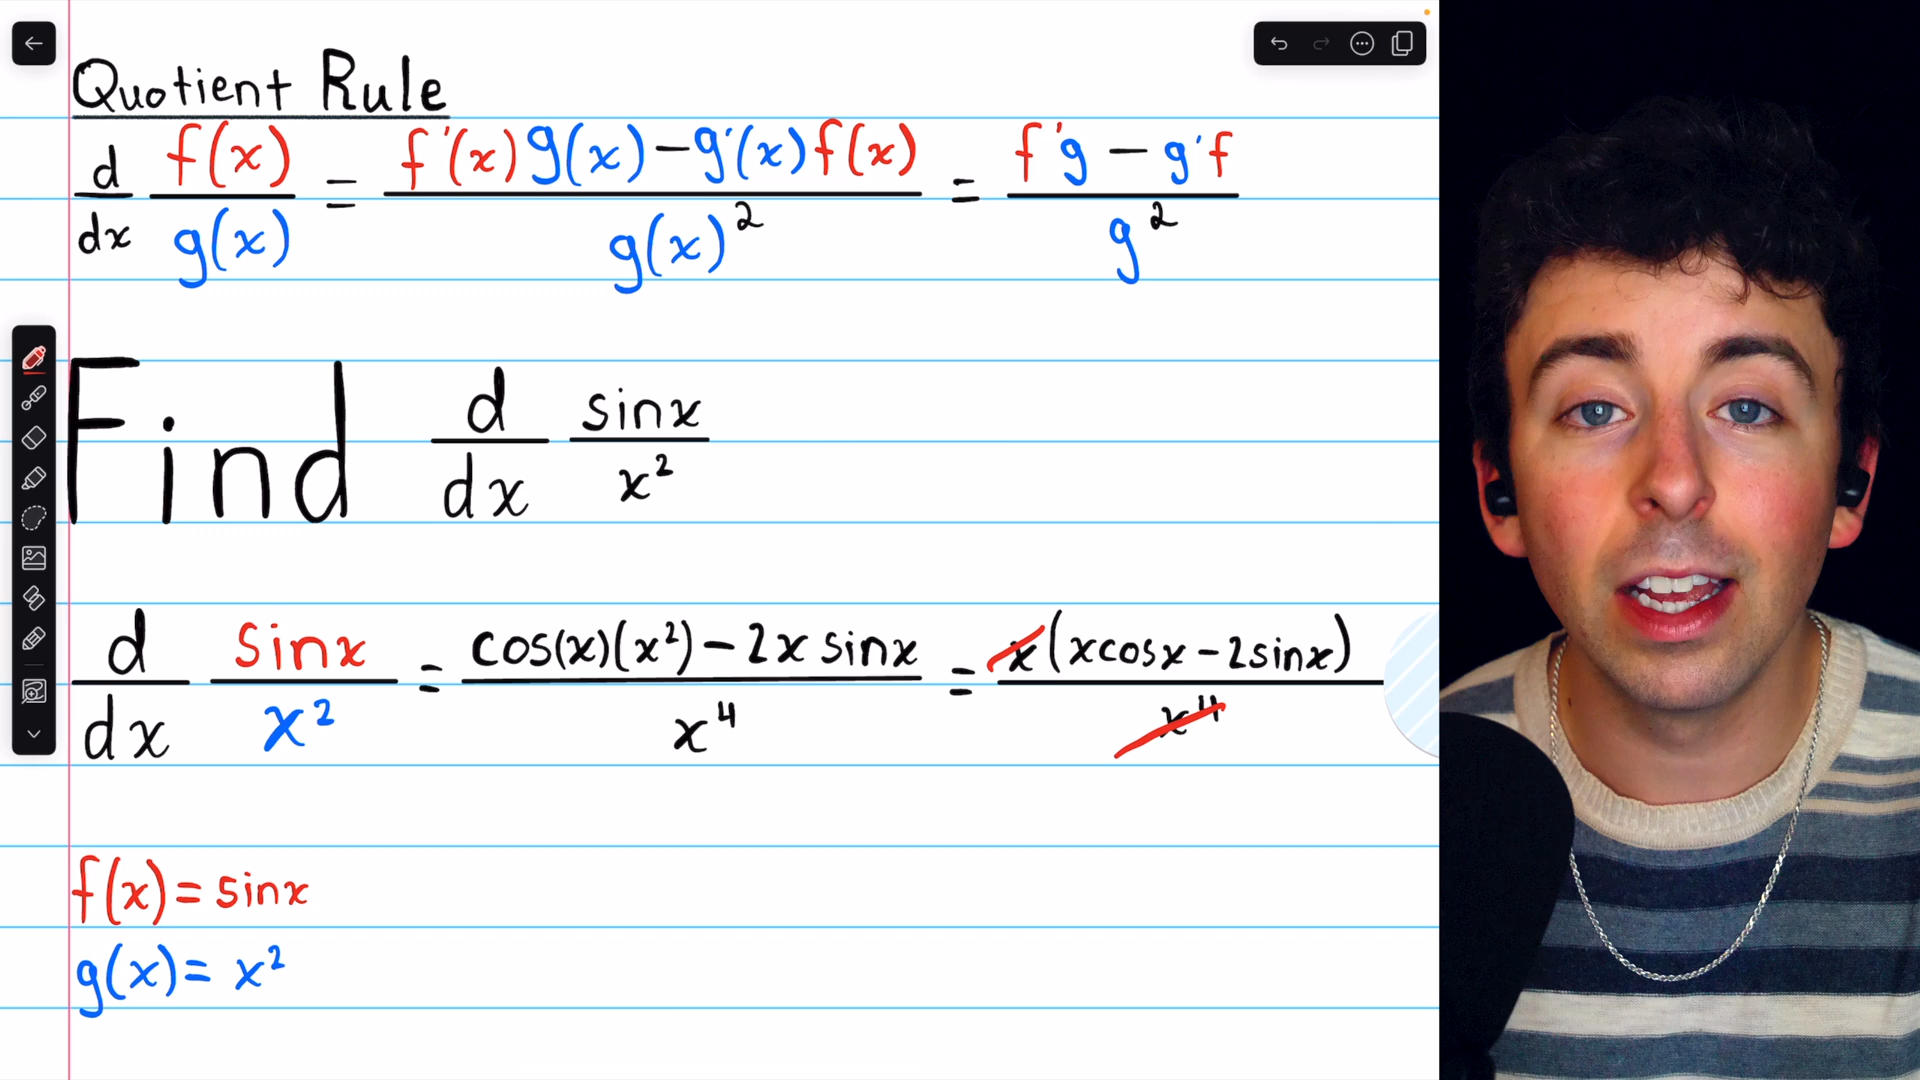 Quotient Rule
d/dx f(x)/g(x) = f'(x)g(x)-g'(x)f(x)/g(x)² = f'g - g'f/g²
Find d/dx sinx/x²
d/dx sinx/x² = cos(x)(x²)-2x sinx/x⁴ = x(xcosx-2sinx)/x⁴
f(x)= sinx
g(x)= x²